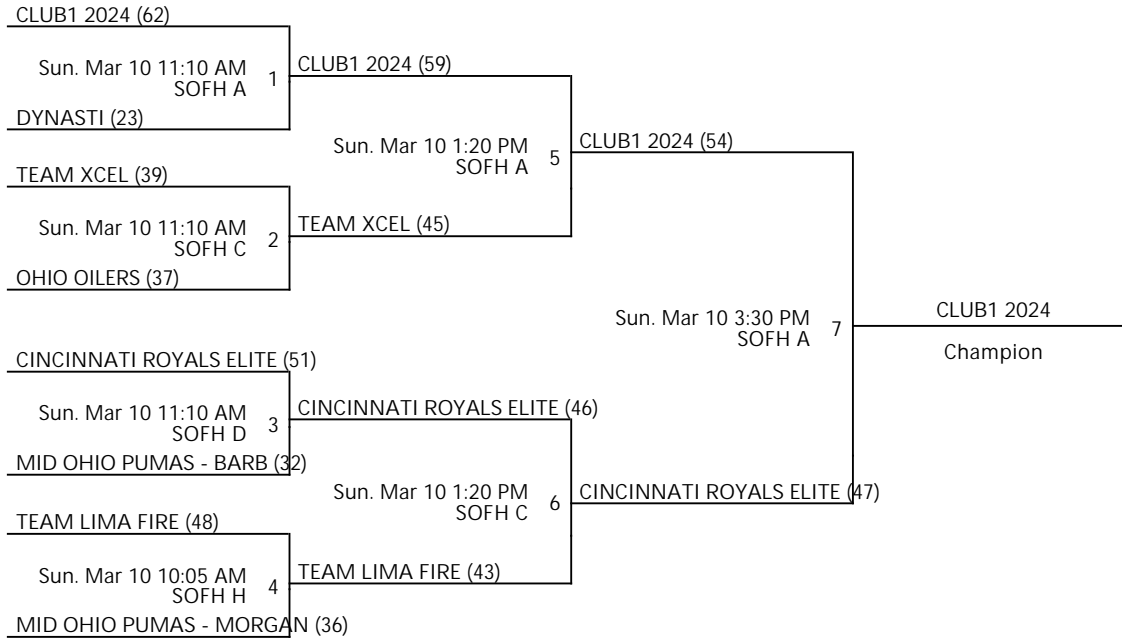 CLUB1 2024 (62)
Sun. Mar 10 11:10 AM
SOFH A
1
DYNASTI (23)
CLUB1 2024 (59)
TEAM XCEL (39)
Sun. Mar 10 11:10 AM
SOFH C
2
OHIO OILERS (37)
TEAM XCEL (45)
Sun. Mar 10 1:20 PM
SOFH A
5
CLUB1 2024 (54)
CINCINNATI ROYALS ELITE (51)
Sun. Mar 10 11:10 AM
SOFH D
3
MID OHIO PUMAS - BARB (32)
CINCINNATI ROYALS ELITE (46)
TEAM LIMA FIRE (48)
Sun. Mar 10 10:05 AM
SOFH H
4
MID OHIO PUMAS - MORGAN (36)
TEAM LIMA FIRE (43)
Sun. Mar 10 1:20 PM
SOFH C
6
CINCINNATI ROYALS ELITE (47)
Sun. Mar 10 3:30 PM
SOFH A
7
CLUB1 2024
Champion